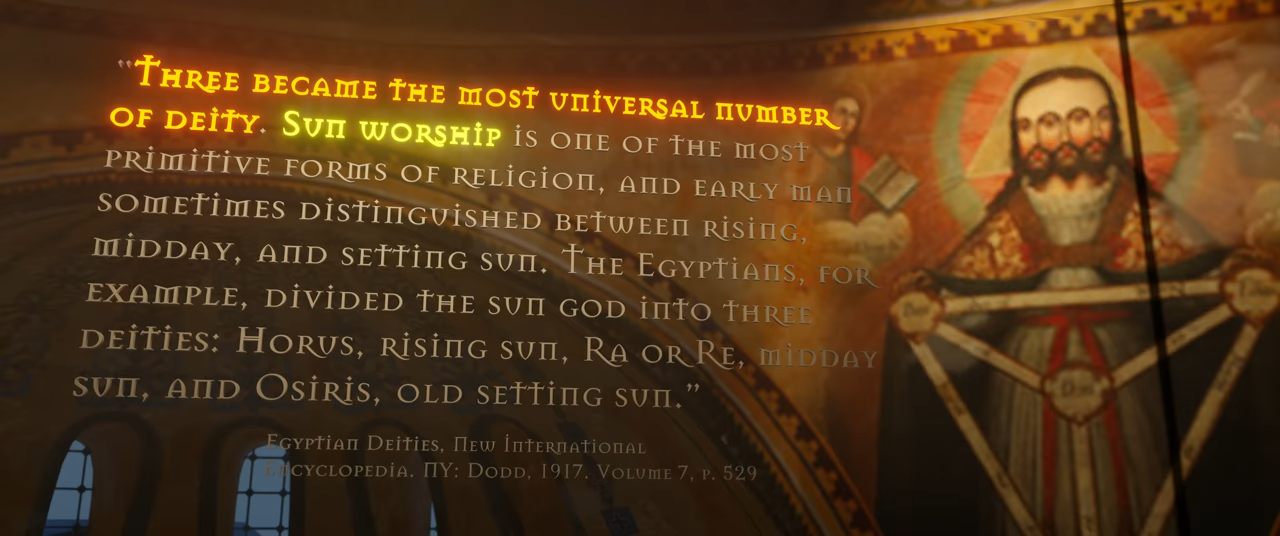 "Three became the most universal number
of deity. Sun worship is one of the most
primitive forms of religion, and early man
sometimes distinguished between rising,
midday, and setting sun. The Egyptians, for
example, divided the sun god into three
deities: Horus, rising sun, Ra or Re, midday
sun, and Osiris, old setting sun."
Egyptian Deities, New International
Encyclopedia. NY: Dodd, 1917. Volume 7, p. 529